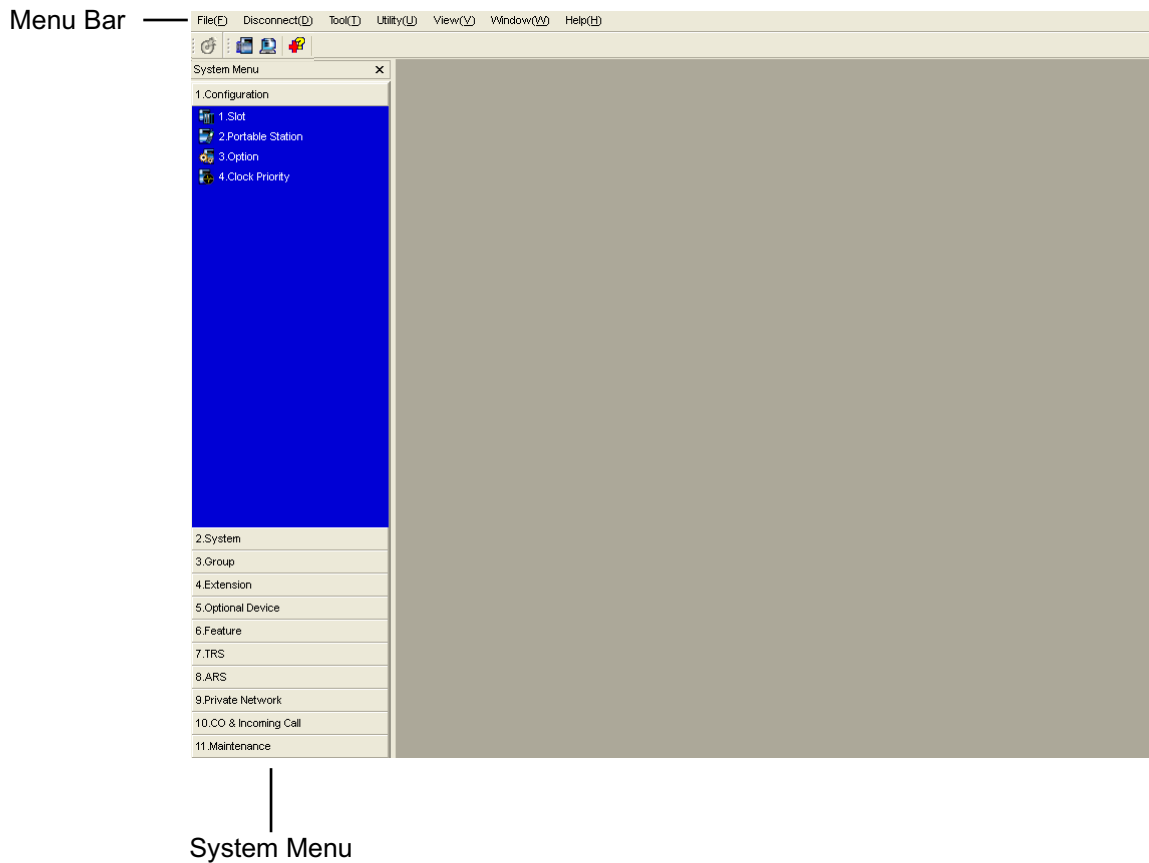 Menu Bar
File(F) Disconnect(D) Tool(T) Utility(U) View(V) Window(W) Help(H)
System Menu
1.Configuration
1.Slot
2.Portable Station
3.Option
4.Clock Priority
2.System
3.Group
4.Extension
5.Optional Device
6.Feature
7.TRS
8.ARS
9.Private Network
10.CO & Incoming Call
11.Maintenance
System Menu